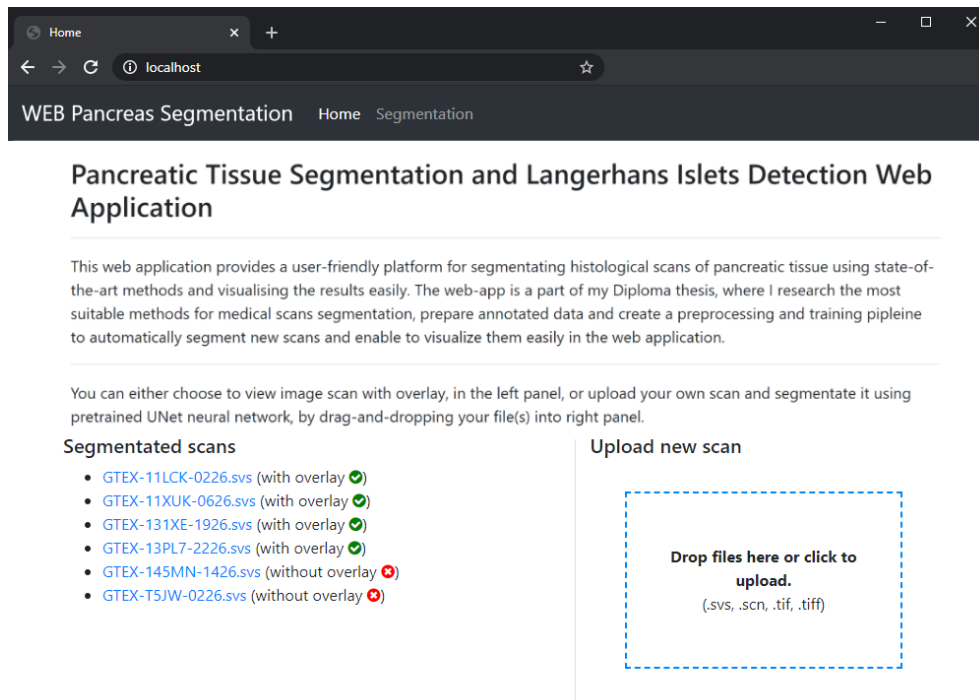 Home
localhost
WEB Pancreas Segmentation Home Segmentation
Pancreatic Tissue Segmentation and Langerhans Islets Detection Web
Application
This web application provides a user-friendly platform for segmentating histological scans of pancreatic tissue using state-of-
the-art methods and visualising the results easily. The web-app is a part of my Diploma thesis, where I research the most
suitable methods for medical scans segmentation, prepare annotated data and create a preprocessing and training pipleine
to automatically segment new scans and enable to visualize them easily in the web application.
You can either choose to view image scan with overlay, in the left panel, or upload your own scan and segmentate it using
pretrained UNet neural network, by drag-and-dropping your file(s) into right panel.
Segmentated scans
GTEX-11LCK-0226.svs (with overlay)
GTEX-11XUK-0626.svs (with overlay)
GTEX-131XE-1926.svs (with overlay)
GTEX-13PL7-2226.svs (with overlay)
GTEX-145MN-1426.svs (without overlay)
GTEX-T5JW-0226.svs (without overlay)
Upload new scan
Drop files here or click to
upload.
(.svs, .scn, .tif, .tiff)